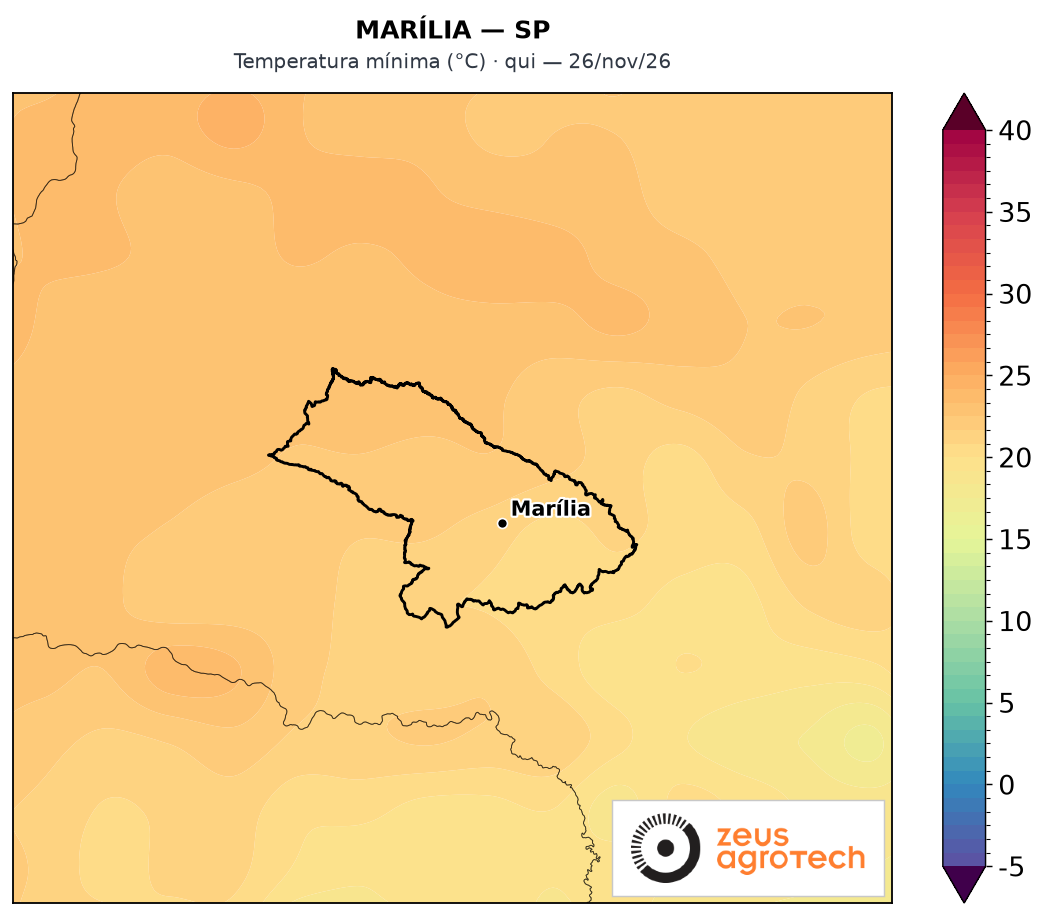 MARÍLIA — SP
Temperatura mínima (°C) · qui — 26/nov/26
Marília
40
35
30
25
20
15
10
5
0
-5
zeus
agrotech